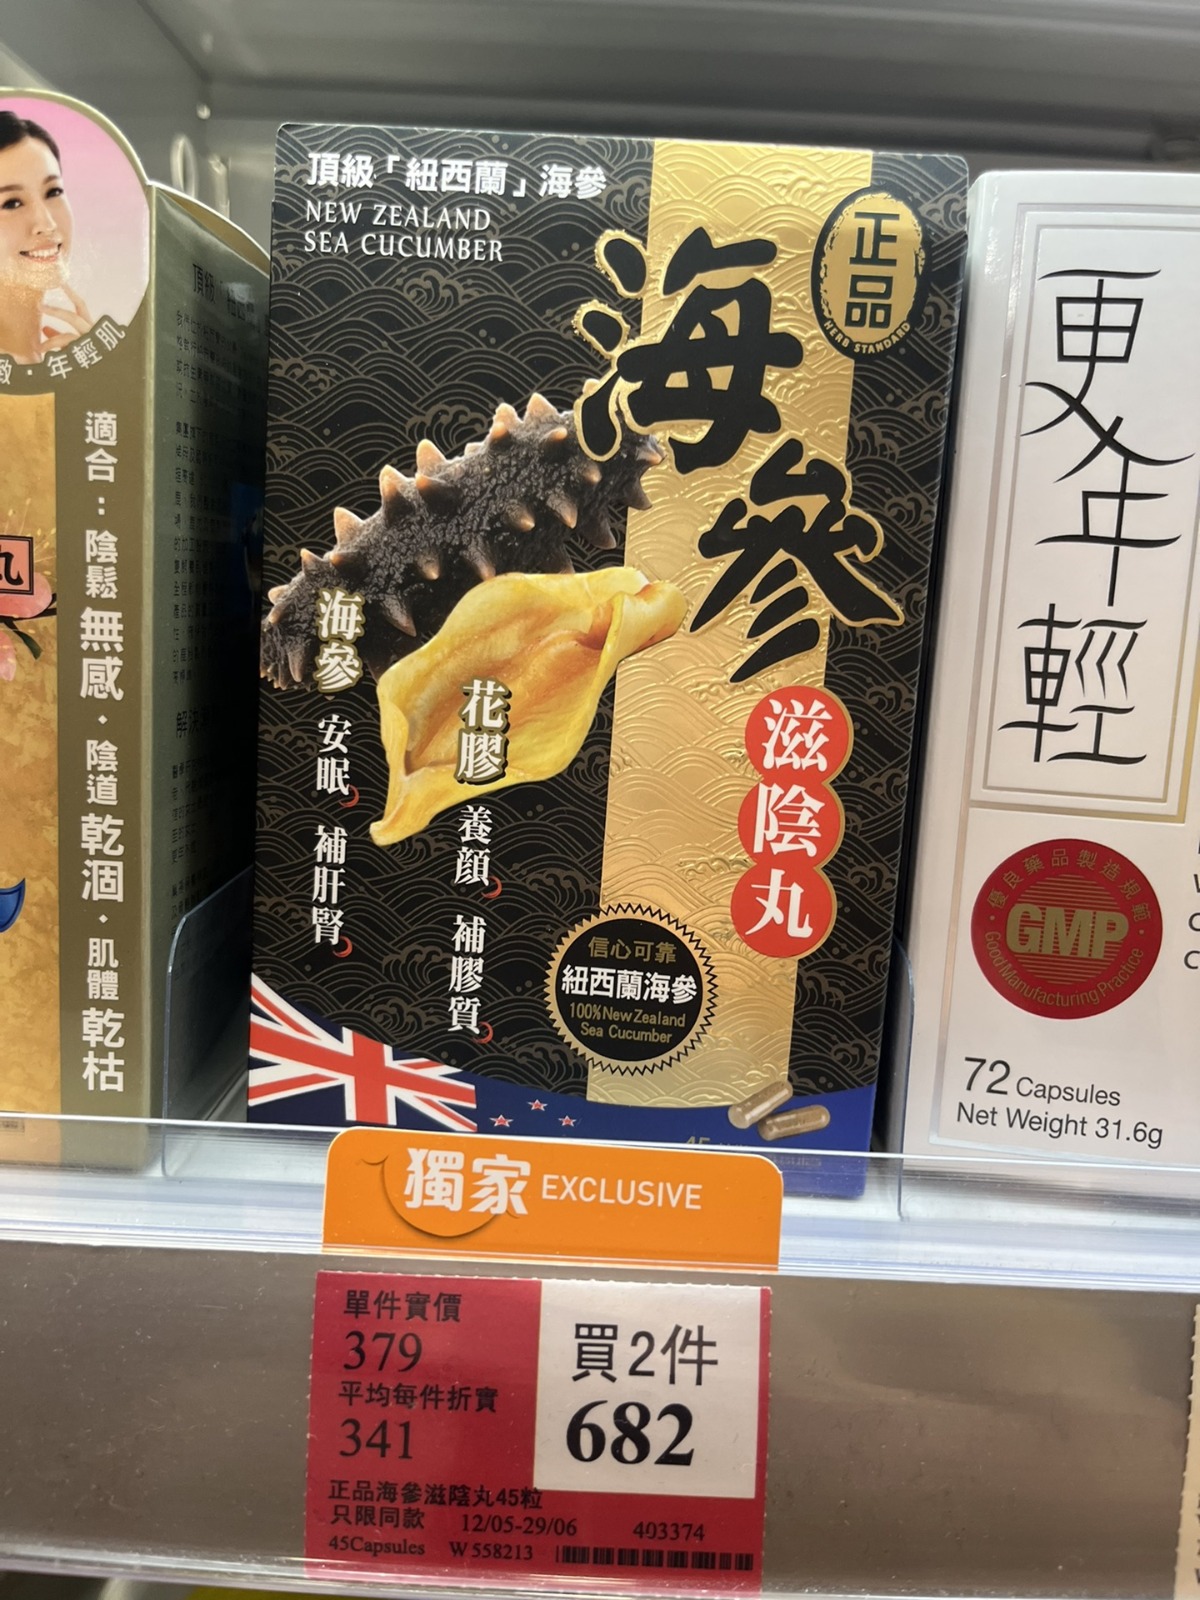 頂級「紐西蘭」海參
NEW ZEALAND
SEA CUCUMBER
正品
HERB STANDARD
海參
滋陰丸
海參 安眠 補肝腎
花膠 養顏 補膠質
信心可靠
紐西蘭海參
100% New Zealand
Sea Cucumber
年輕肌
適合：陰鬆無感・陰道乾涸・肌體乾枯
丸
更年輕
優良藥品製造規範
GMP
Good Manufacturing Practice
72 Capsules
Net Weight 31.6g
獨家 EXCLUSIVE
單件實價
379
平均每件折實
341
買2件
682
正品海參滋陰丸45粒
只限同款 12/05-29/06 403374
45Capsules W 558213